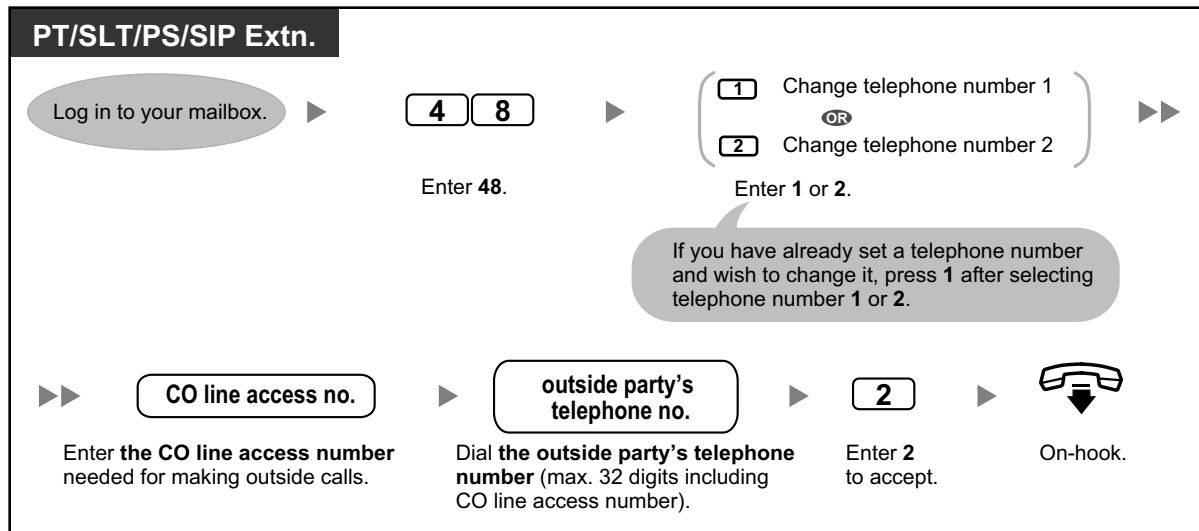 PT/SLT/PS/SIP Extn.
Log in to your mailbox.
4 8
Enter 48.
1 Change telephone number 1
OR
2 Change telephone number 2
Enter 1 or 2.
If you have already set a telephone number
and wish to change it, press 1 after selecting
telephone number 1 or 2.
CO line access no.
Enter the CO line access number
needed for making outside calls.
outside party's
telephone no.
Dial the outside party's telephone
number (max. 32 digits including
CO line access number).
2
Enter 2
to accept.
On-hook.